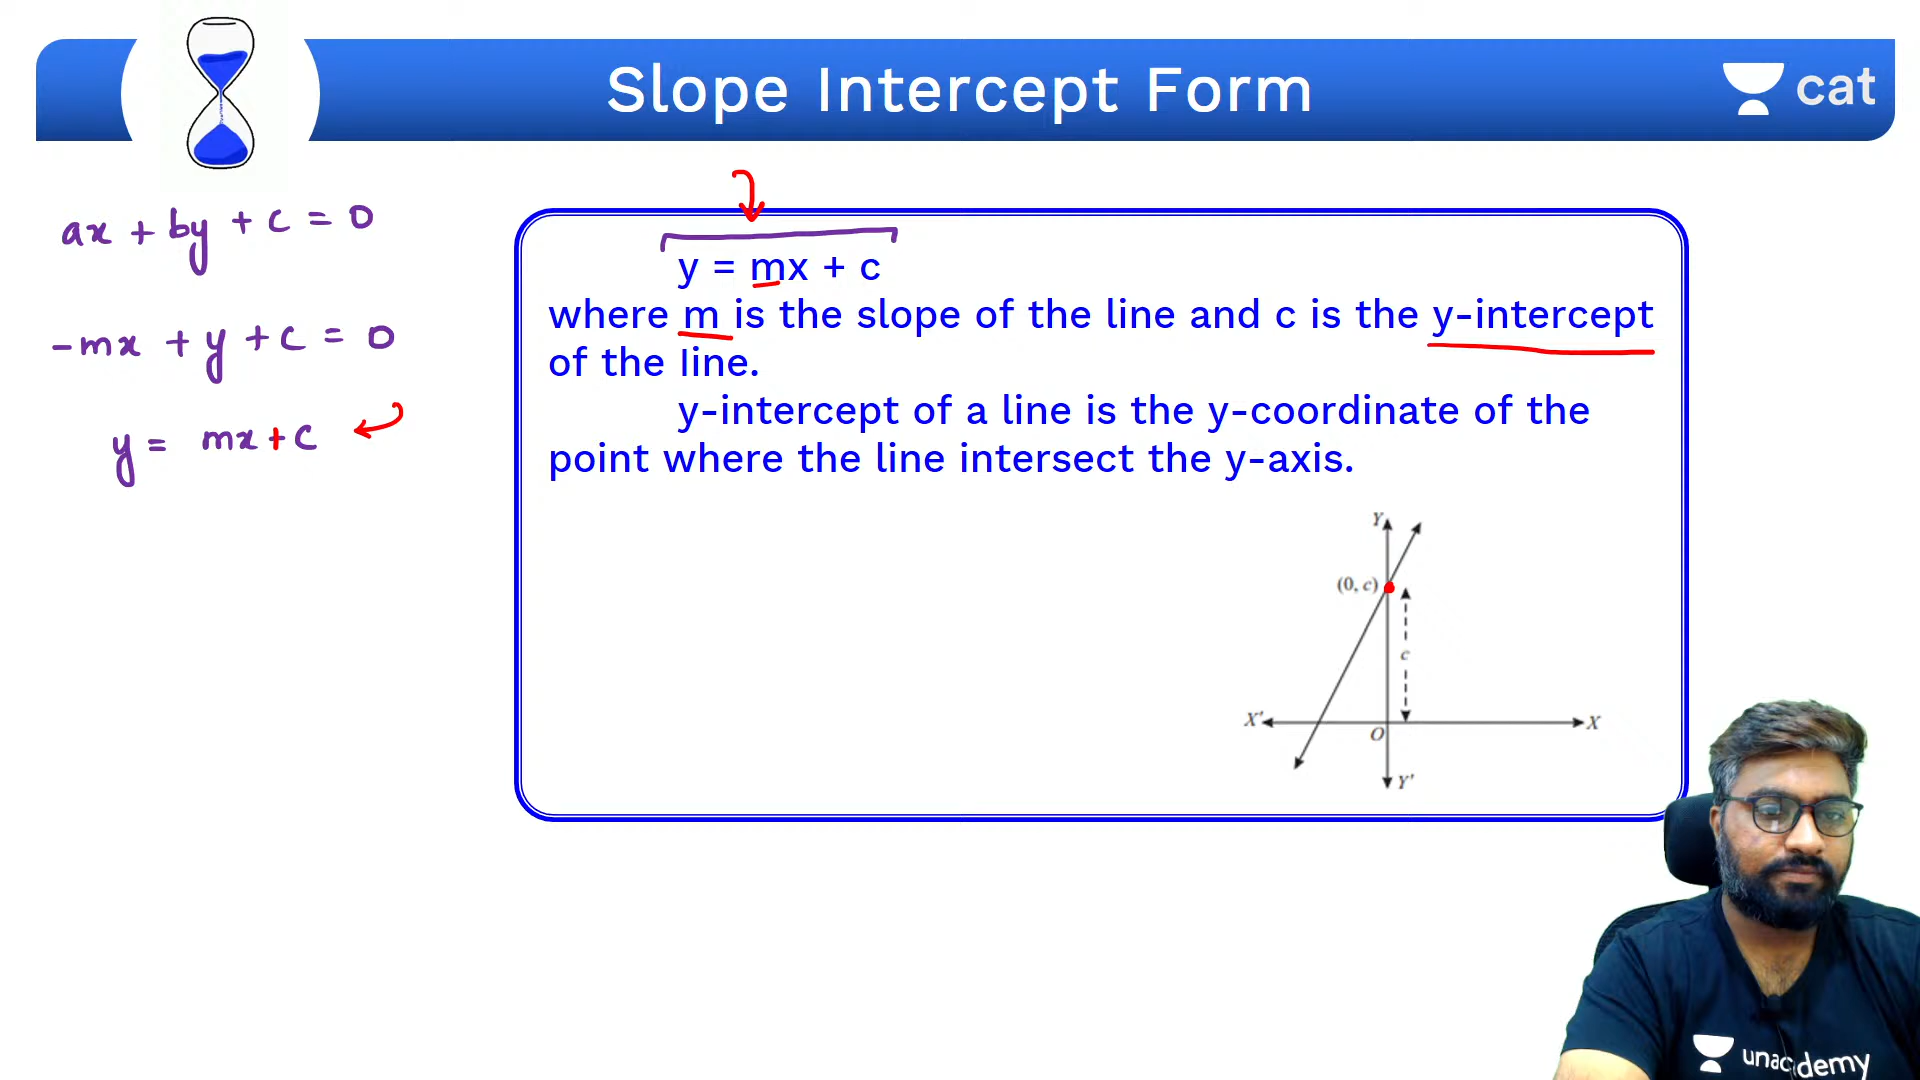 Slope Intercept Form
cat
ax + by + c = 0
-mx + y + c = 0
y = mx + c
y = mx + c
where m is the slope of the line and c is the y-intercept
of the line.
y-intercept of a line is the y-coordinate of the
point where the line intersect the y-axis.
Y
(0, c)
c
X'
O
X
Y'
unacademy